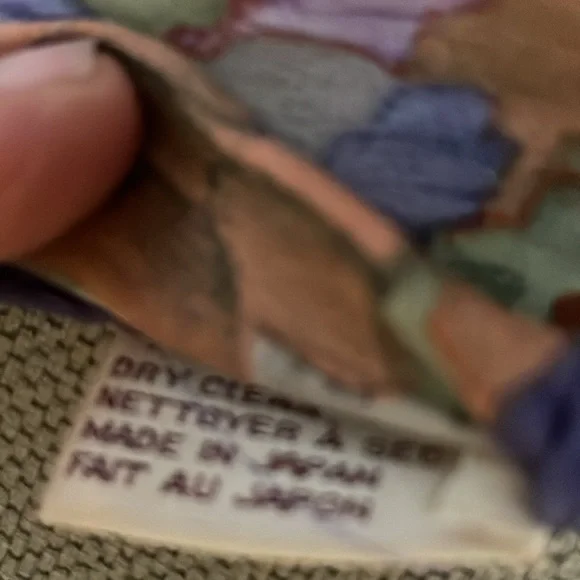 DRY CLEAN
NETTOYER À SEC
MADE IN JAPAN
FAIT AU JAPON